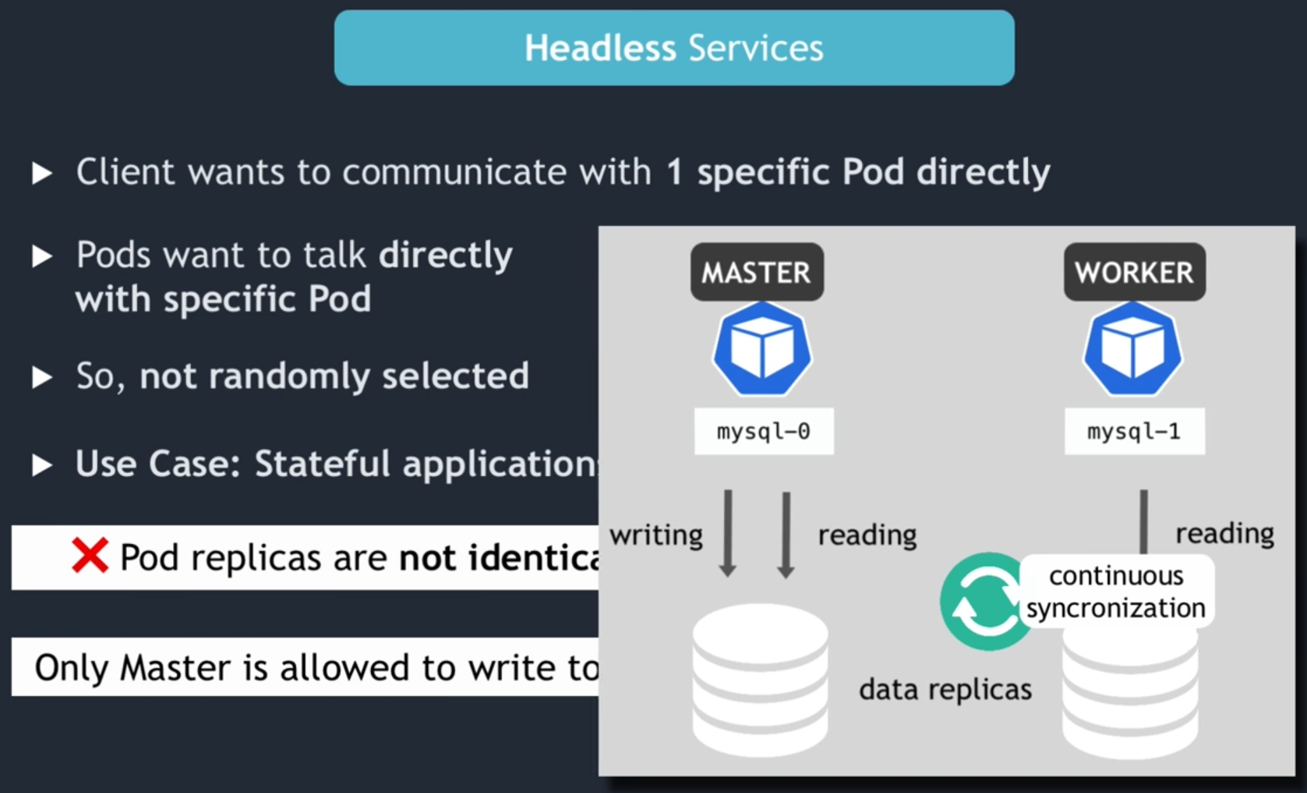 Headless Services
Client wants to communicate with 1 specific Pod directly
Pods want to talk directly
with specific Pod
So, not randomly selected
Use Case: Stateful application
Pod replicas are not identica
Only Master is allowed to write to
MASTER
WORKER
mysql-0
mysql-1
writing
reading
reading
continuous
syncronization
data replicas